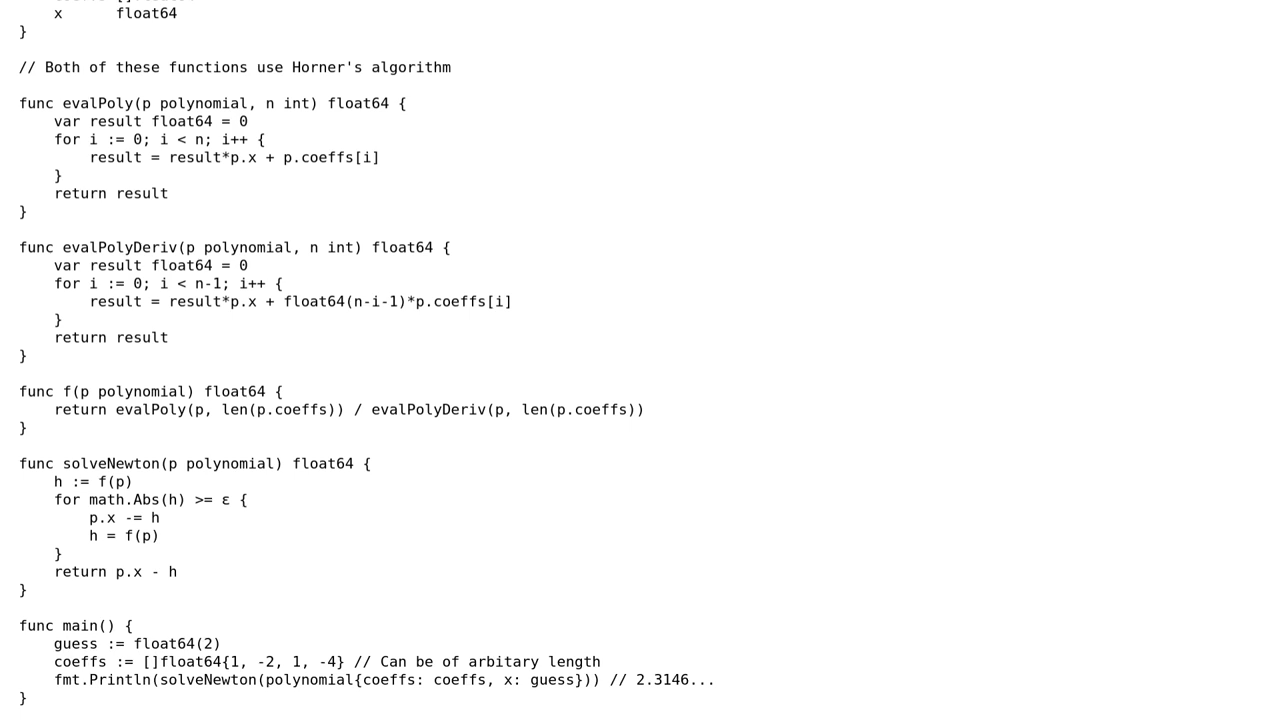 x      float64
}
// Both of these functions use Horner's algorithm
func evalPoly(p polynomial, n int) float64 {
    var result float64 = 0
    for i := 0; i < n; i++ {
        result = result*p.x + p.coeffs[i]
    }
    return result
}
func evalPolyDeriv(p polynomial, n int) float64 {
    var result float64 = 0
    for i := 0; i < n-1; i++ {
        result = result*p.x + float64(n-i-1)*p.coeffs[i]
    }
    return result
}
func f(p polynomial) float64 {
    return evalPoly(p, len(p.coeffs)) / evalPolyDeriv(p, len(p.coeffs))
}
func solveNewton(p polynomial) float64 {
    h := f(p)
    for math.Abs(h) >= ε {
        p.x -= h
        h = f(p)
    }
    return p.x - h
}
func main() {
    guess := float64(2)
    coeffs := []float64{1, -2, 1, -4} // Can be of arbitary length
    fmt.Println(solveNewton(polynomial{coeffs: coeffs, x: guess})) // 2.3146...
}